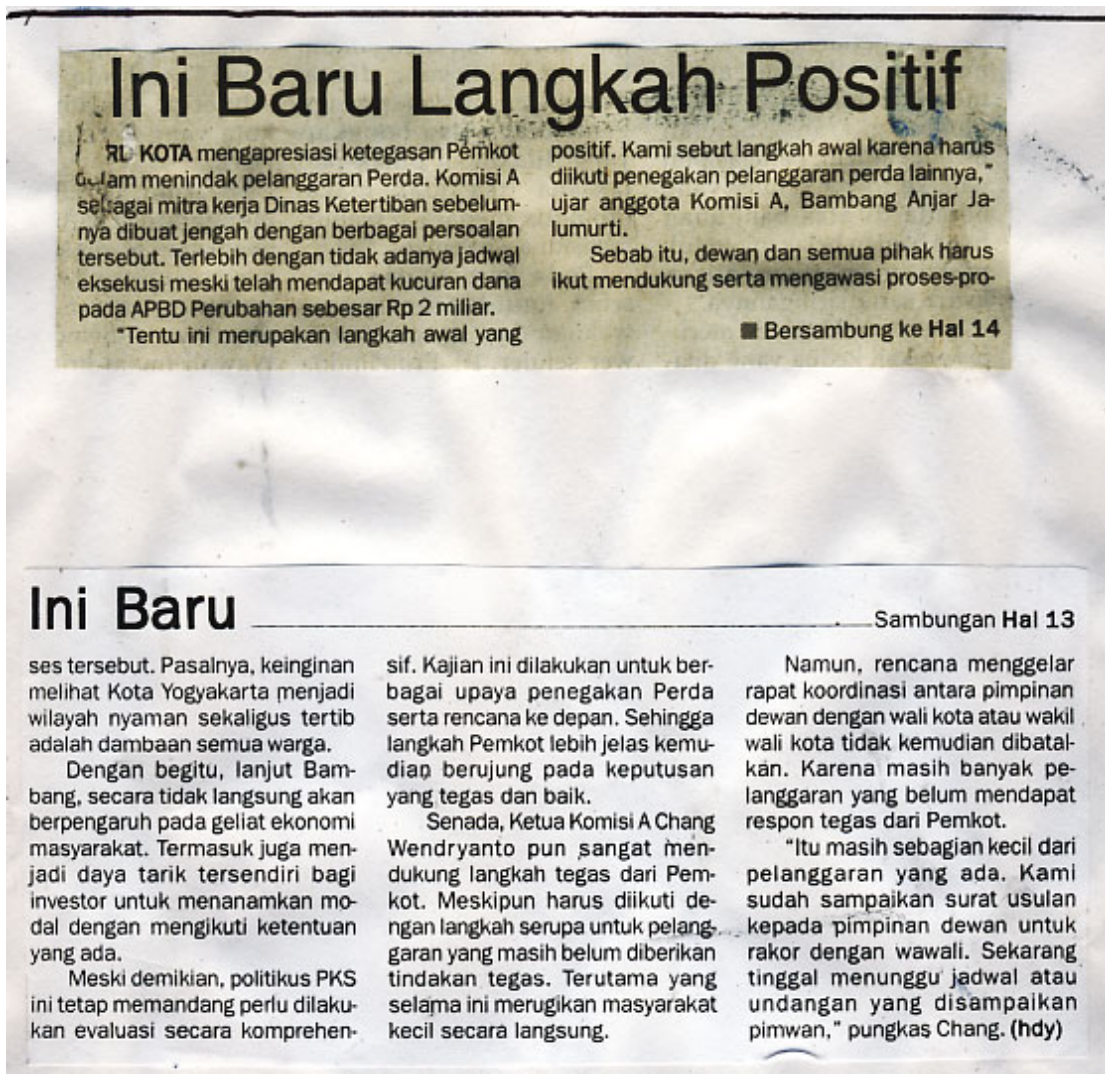 Ini Baru Langkah Positif
KOTA mengapresiasi ketegasan Pemkot
dalam menindak pelanggaran Perda. Komisi A
sebagai mitra kerja Dinas Ketertiban sebelum-
nya dibuat jengah dengan berbagai persoalan
tersebut. Terlebih dengan tidak adanya jadwal
eksekusi meski telah mendapat kucuran dana
pada APBD Perubahan sebesar Rp 2 miliar.
"Tentu ini merupakan langkah awal yang
positif. Kami sebut langkah awal karena harus
diikuti penegakan pelanggaran perda lainnya,"
ujar anggota Komisi A, Bambang Anjar Ja-
lumurti.
Sebab itu, dewan dan semua pihak harus
ikut mendukung serta mengawasi proses-pro-
■ Bersambung ke Hal 14
Ini Baru
Sambungan Hal 13
ses tersebut. Pasalnya, keinginan
melihat Kota Yogyakarta menjadi
wilayah nyaman sekaligus tertib
adalah dambaan semua warga.
Dengan begitu, lanjut Bam-
bang, secara tidak langsung akan
berpengaruh pada geliat ekonomi
masyarakat. Termasuk juga men-
jadi daya tarik tersendiri bagi
investor untuk menanamkan mo-
dal dengan mengikuti ketentuan
yang ada.
Meski demikian, politikus PKS
ini tetap memandang perlu dilaku-
kan evaluasi secara komprehen-
sif. Kajian ini dilakukan untuk ber-
bagai upaya penegakan Perda
serta rencana ke depan. Sehingga
langkah Pemkot lebih jelas kemu-
dian berujung pada keputusan
yang tegas dan baik.
Senada, Ketua Komisi A Chang
Wendryanto pun sangat men-
dukung langkah tegas dari Pem-
kot. Meskipun harus diikuti de-
ngan langkah serupa untuk pelang-
garan yang masih belum diberikan
tindakan tegas. Terutama yang
selama ini merugikan masyarakat
kecil secara langsung.
Namun, rencana menggelar
rapat koordinasi antara pimpinan
dewan dengan wali kota atau wakil
wali kota tidak kemudian dibatal-
kan. Karena masih banyak pe-
langgaran yang belum mendapat
respon tegas dari Pemkot.
"Itu masih sebagian kecil dari
pelanggaran yang ada. Kami
sudah sampaikan surat usulan
kepada pimpinan dewan untuk
rakor dengan wawali. Sekarang
tinggal menunggu jadwal atau
undangan yang disampaikan
pimwan," pungkas Chang. (hdy)